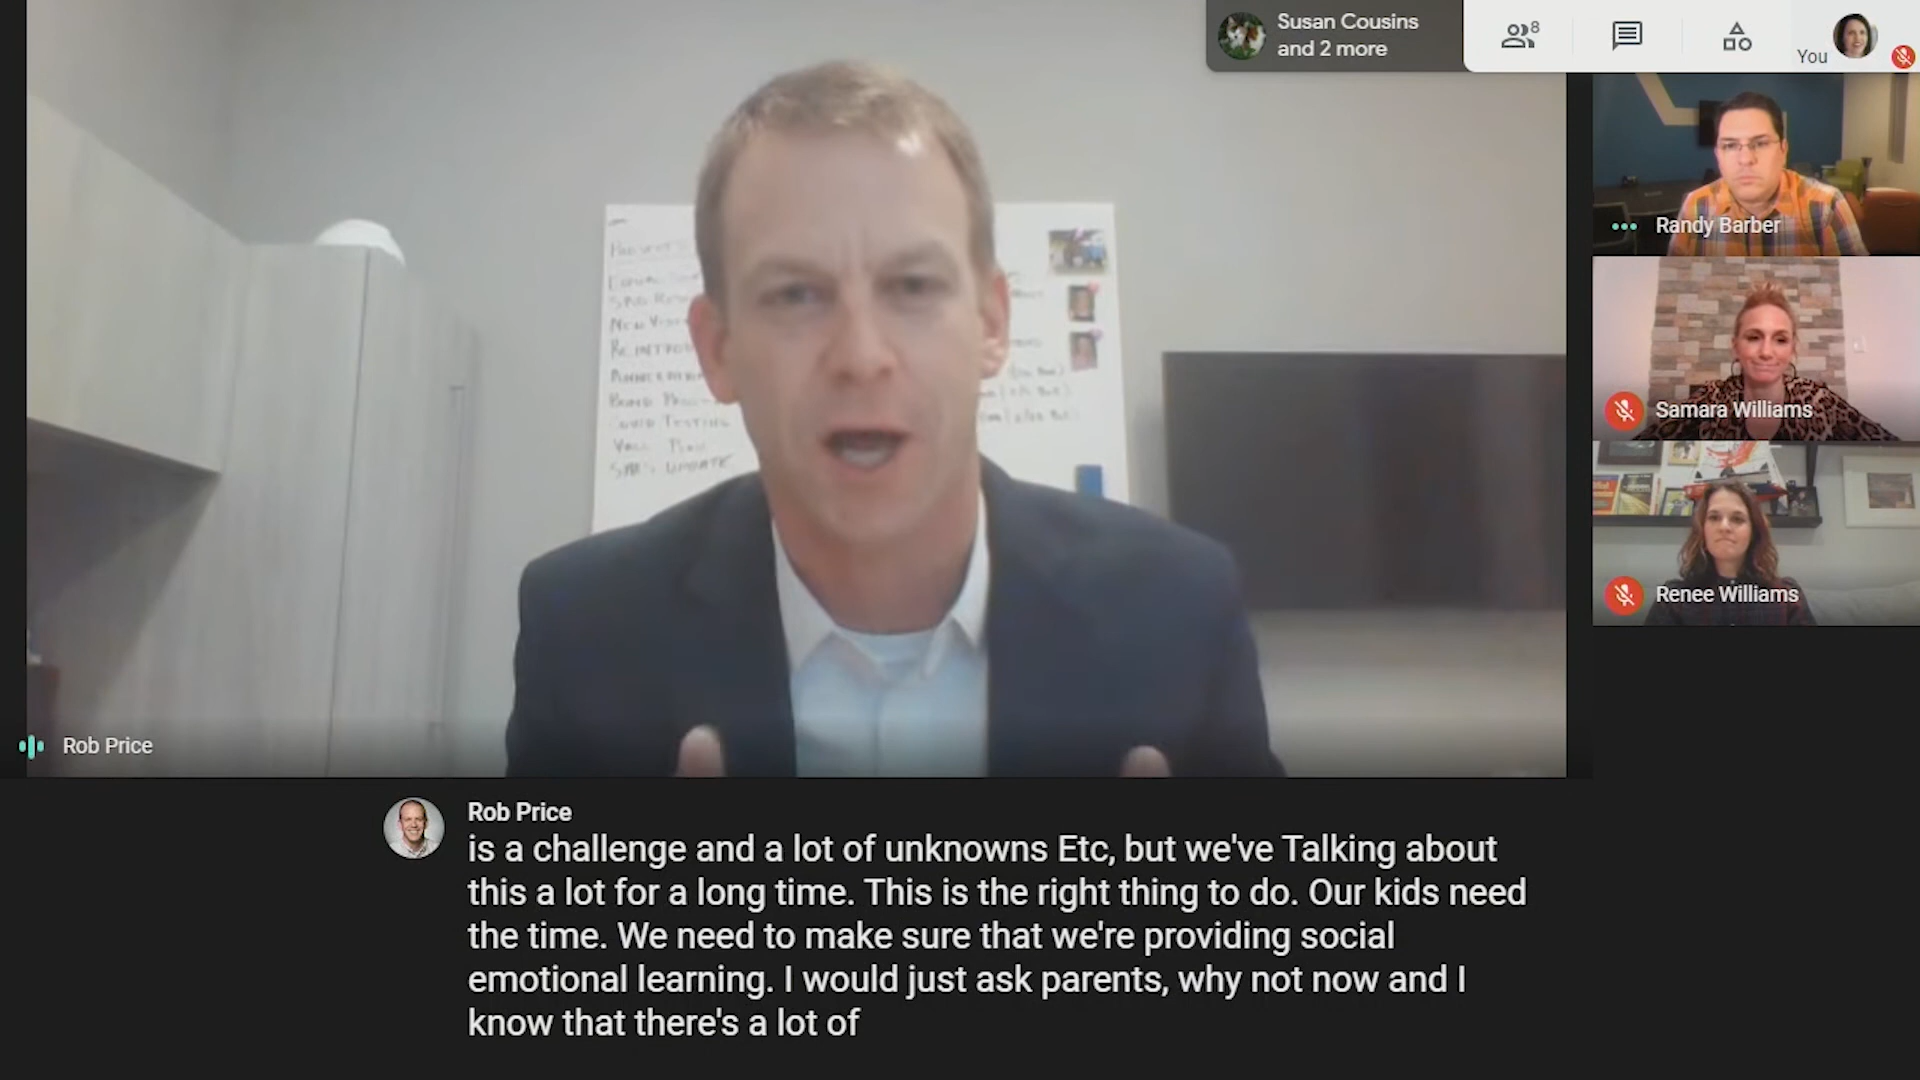 Susan Cousins
and 2 more
8
You
Randy Barber
Samara Williams
Renee Williams
COVID TESTING
UPDATE
Rob Price
Rob Price
is a challenge and a lot of unknowns Etc, but we've Talking about
this a lot for a long time. This is the right thing to do. Our kids need
the time. We need to make sure that we're providing social
emotional learning. I would just ask parents, why not now and I
know that there's a lot of